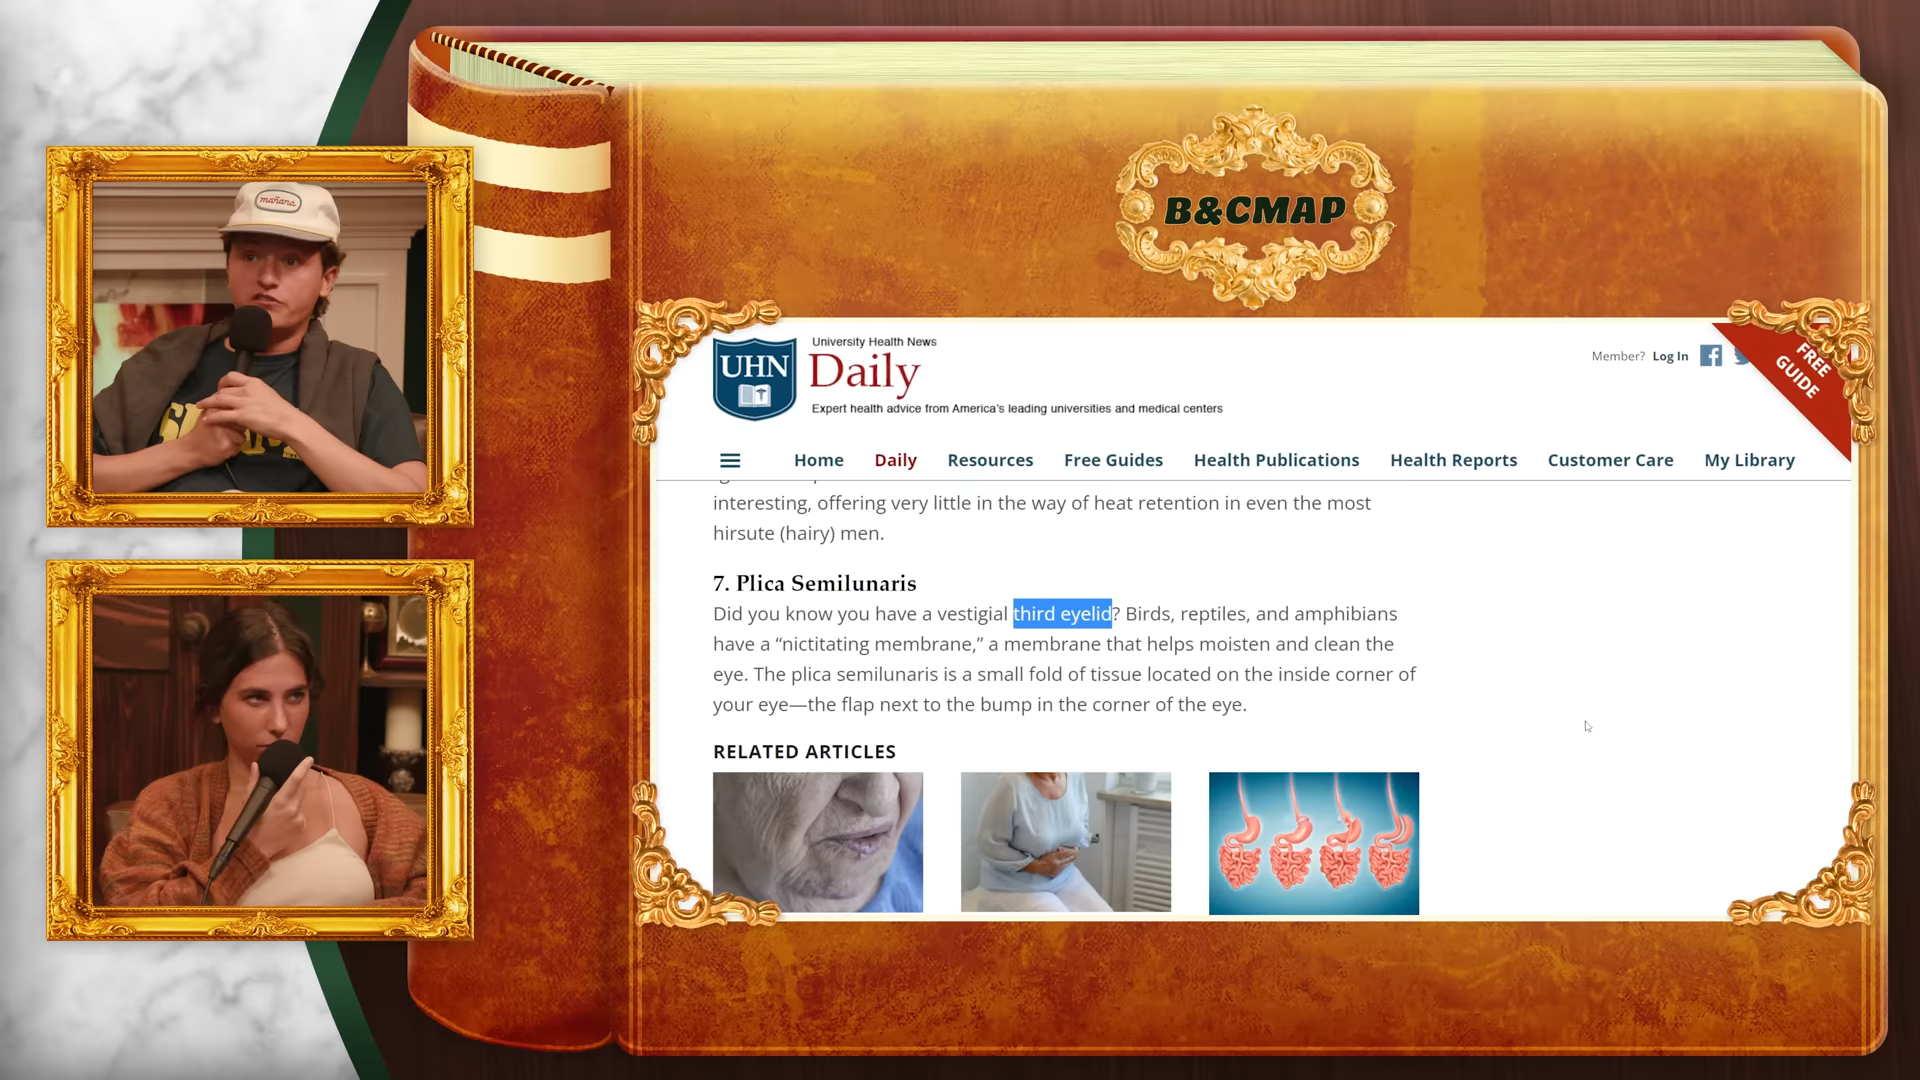 mañana
B&CMAP
UHN
University Health News
Daily
Expert health advice from America's leading universities and medical centers
Member? Log In
FREE
GUIDE
Home Daily Resources Free Guides Health Publications Health Reports Customer Care My Library
interesting, offering very little in the way of heat retention in even the most
hirsute (hairy) men.
7. Plica Semilunaris
Did you know you have a vestigial third eyelid? Birds, reptiles, and amphibians
have a “nictitating membrane,” a membrane that helps moisten and clean the
eye. The plica semilunaris is a small fold of tissue located on the inside corner of
your eye—the flap next to the bump in the corner of the eye.
RELATED ARTICLES